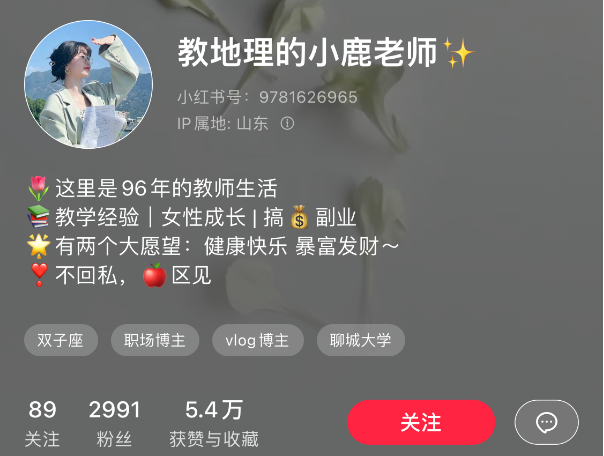 教地理的小鹿老师✨
小红书号：9781626965
IP属地: 山东
🌷这里是96年的教师生活
📚教学经验｜女性成长 | 搞💰副业
🌟有两个大愿望：健康快乐 暴富发财～
❣️不回私，🍎区见
双子座 职场博主 vlog博主 聊城大学
89 2991 5.4万
关注 粉丝 获赞与收藏
关注